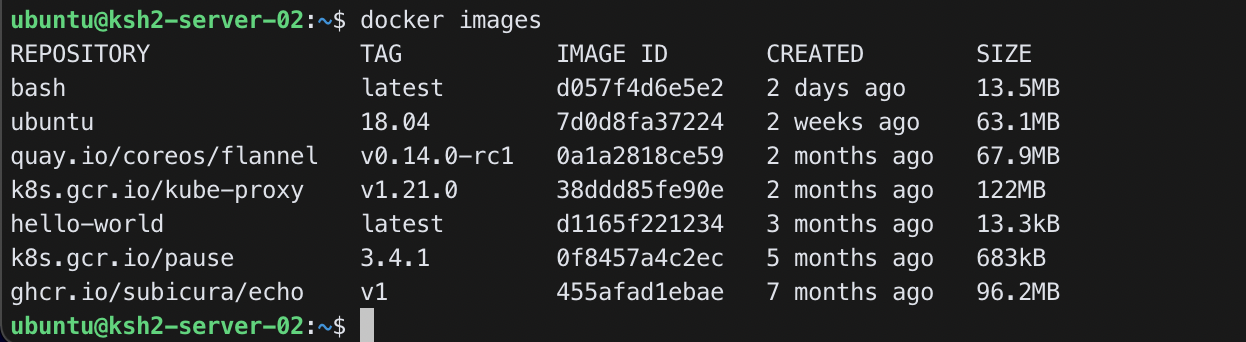 ubuntu@ksh2-server-02:~$ docker images
REPOSITORY TAG IMAGE ID CREATED SIZE
bash latest d057f4d6e5e2 2 days ago 13.5MB
ubuntu 18.04 7d0d8fa37224 2 weeks ago 63.1MB
quay.io/coreos/flannel v0.14.0-rc1 0a1a2818ce59 2 months ago 67.9MB
k8s.gcr.io/kube-proxy v1.21.0 38ddd85fe90e 2 months ago 122MB
hello-world latest d1165f221234 3 months ago 13.3kB
k8s.gcr.io/pause 3.4.1 0f8457a4c2ec 5 months ago 683kB
ghcr.io/subicura/echo v1 455afad1ebae 7 months ago 96.2MB
ubuntu@ksh2-server-02:~$